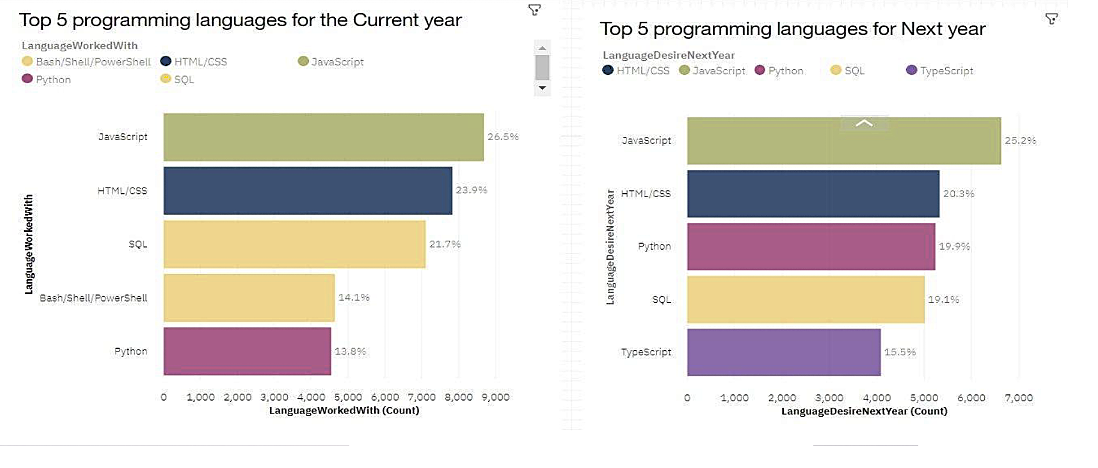 Top 5 programming languages for the Current year
LanguageWorkedWith
Bash/Shell/PowerShell HTML/CSS JavaScript
Python SQL
LanguageWorkedWith
JavaScript 26.5%
HTML/CSS 23.9%
SQL 21.7%
Bash/Shell/PowerShell 14.1%
Python 13.8%
0 1,000 2,000 3,000 4,000 5,000 6,000 7,000 8,000 9,000
LanguageWorkedWith (Count)
Top 5 programming languages for Next year
LanguageDesireNextYear
HTML/CSS JavaScript Python SQL TypeScript
LanguageDesireNextYear
JavaScript 25.2%
HTML/CSS 20.3%
Python 19.9%
SQL 19.1%
TypeScript 15.5%
0 1,000 2,000 3,000 4,000 5,000 6,000 7,000
LanguageDesireNextYear (Count)